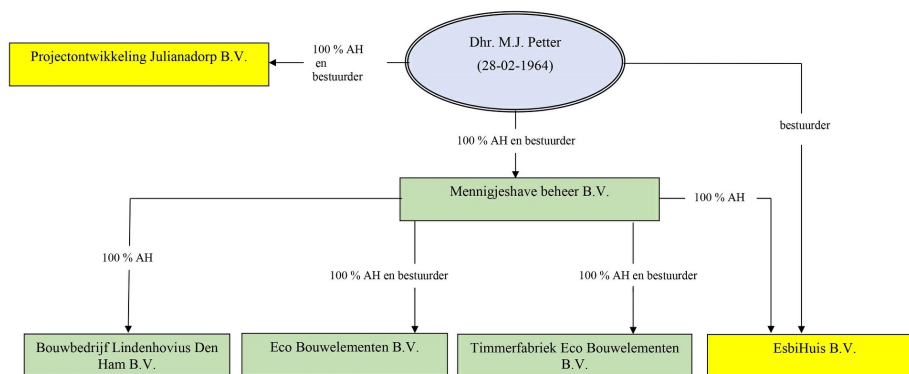 Dhr. M.J. Petter
(28-02-1964)
Projectontwikkeling Julianadorp B.V.
100 % AH
en
bestuurder
bestuurder
100 % AH en bestuurder
Mennigjeshave beheer B.V.
100 % AH
100 % AH
100 % AH en bestuurder
100 % AH en bestuurder
Bouwbedrijf Lindenhovius Den
Ham B.V.
Eco Bouwelementen B.V.
Timmerfabriek Eco Bouwelementen
B.V.
EsbiHuis B.V.